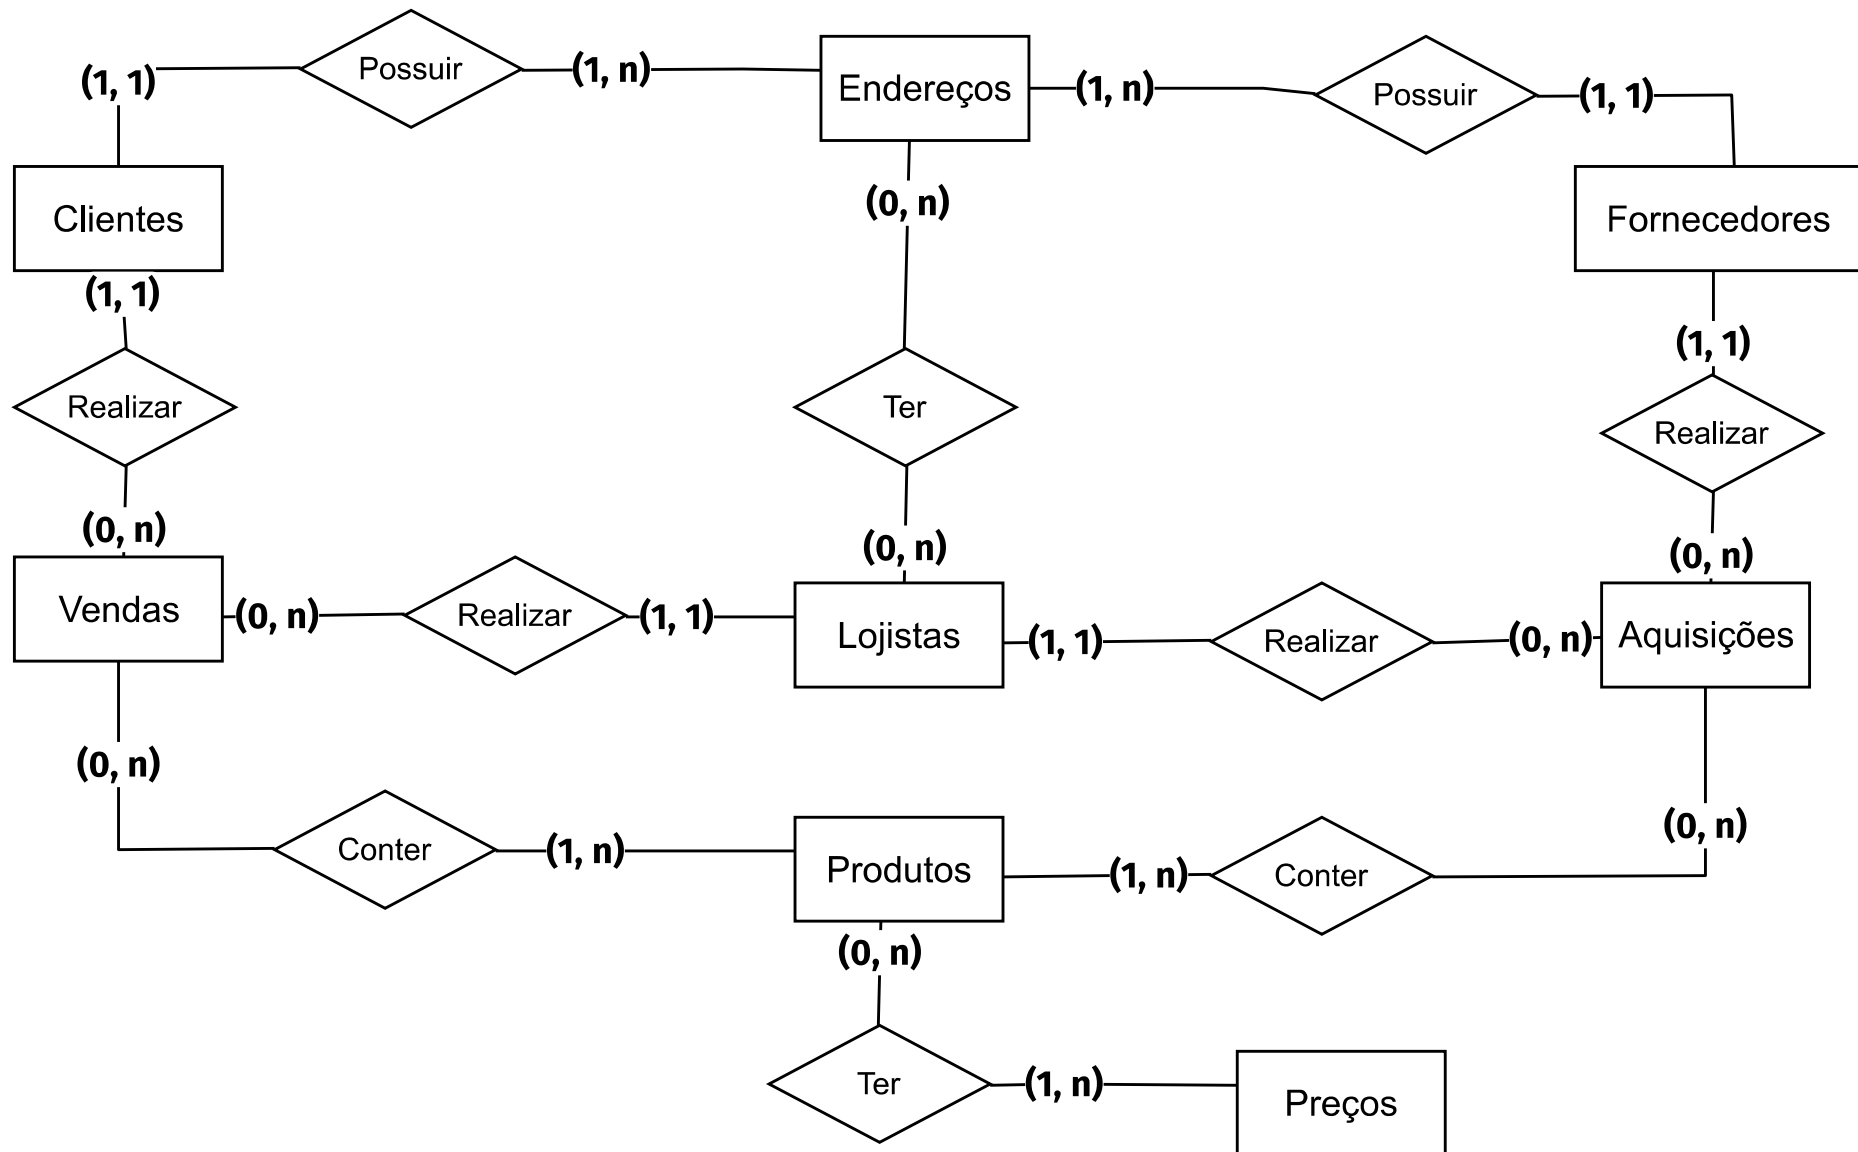 Possuir
(1, 1)
(1, n)
Endereços
(1, n)
Possuir
(1, 1)
Clientes
(0, n)
Fornecedores
(1, 1)
(1, 1)
Realizar
Ter
Realizar
(0, n)
(0, n)
(0, n)
Vendas
(0, n)
Realizar
(1, 1)
Lojistas
(1, 1)
Realizar
(0, n)
Aquisições
(0, n)
(0, n)
Conter
(1, n)
Produtos
(1, n)
Conter
(0, n)
Ter
(1, n)
Preços